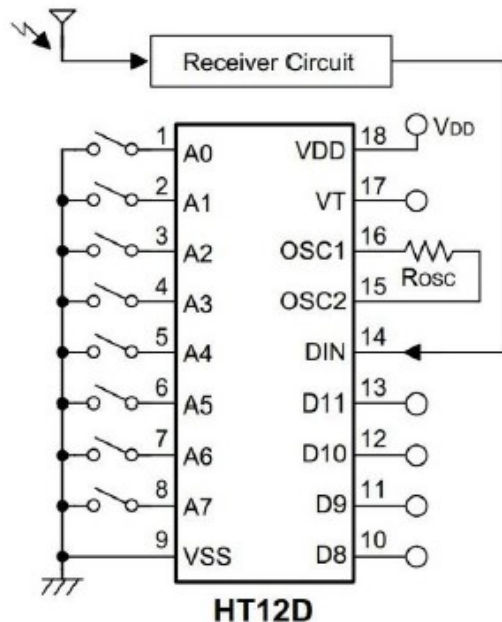 Receiver Circuit
1 A0 VDD 18 VDD
2 A1 VT 17
3 A2 OSC1 16
ROSC
4 A3 OSC2 15
5 A4 DIN 14
6 A5 D11 13
7 A6 D10 12
8 A7 D9 11
9 VSS D8 10
HT12D